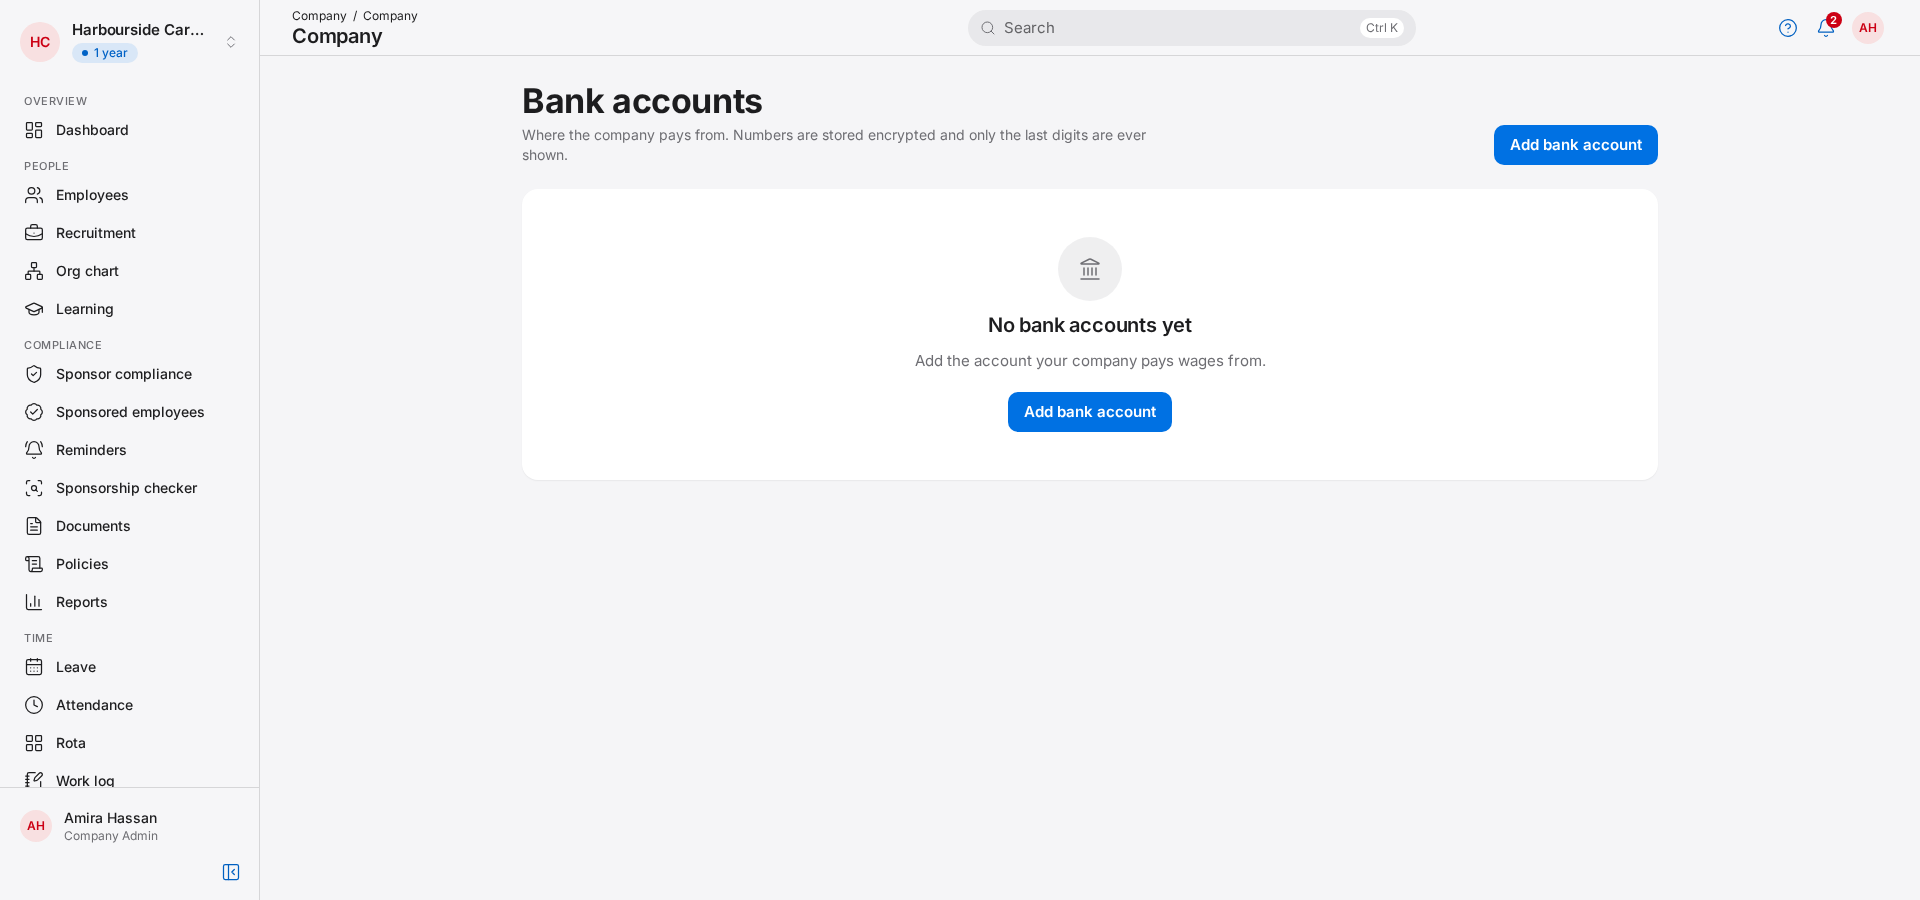 HC
Harbourside Car...
1 year
OVERVIEW
Dashboard
PEOPLE
Employees
Recruitment
Org chart
Learning
COMPLIANCE
Sponsor compliance
Sponsored employees
Reminders
Sponsorship checker
Documents
Policies
Reports
TIME
Leave
Attendance
Rota
Work log
AH
Amira Hassan
Company Admin
Company / Company
Company
Search
Ctrl K
2
AH
Bank accounts
Where the company pays from. Numbers are stored encrypted and only the last digits are ever
shown.
Add bank account
No bank accounts yet
Add the account your company pays wages from.
Add bank account